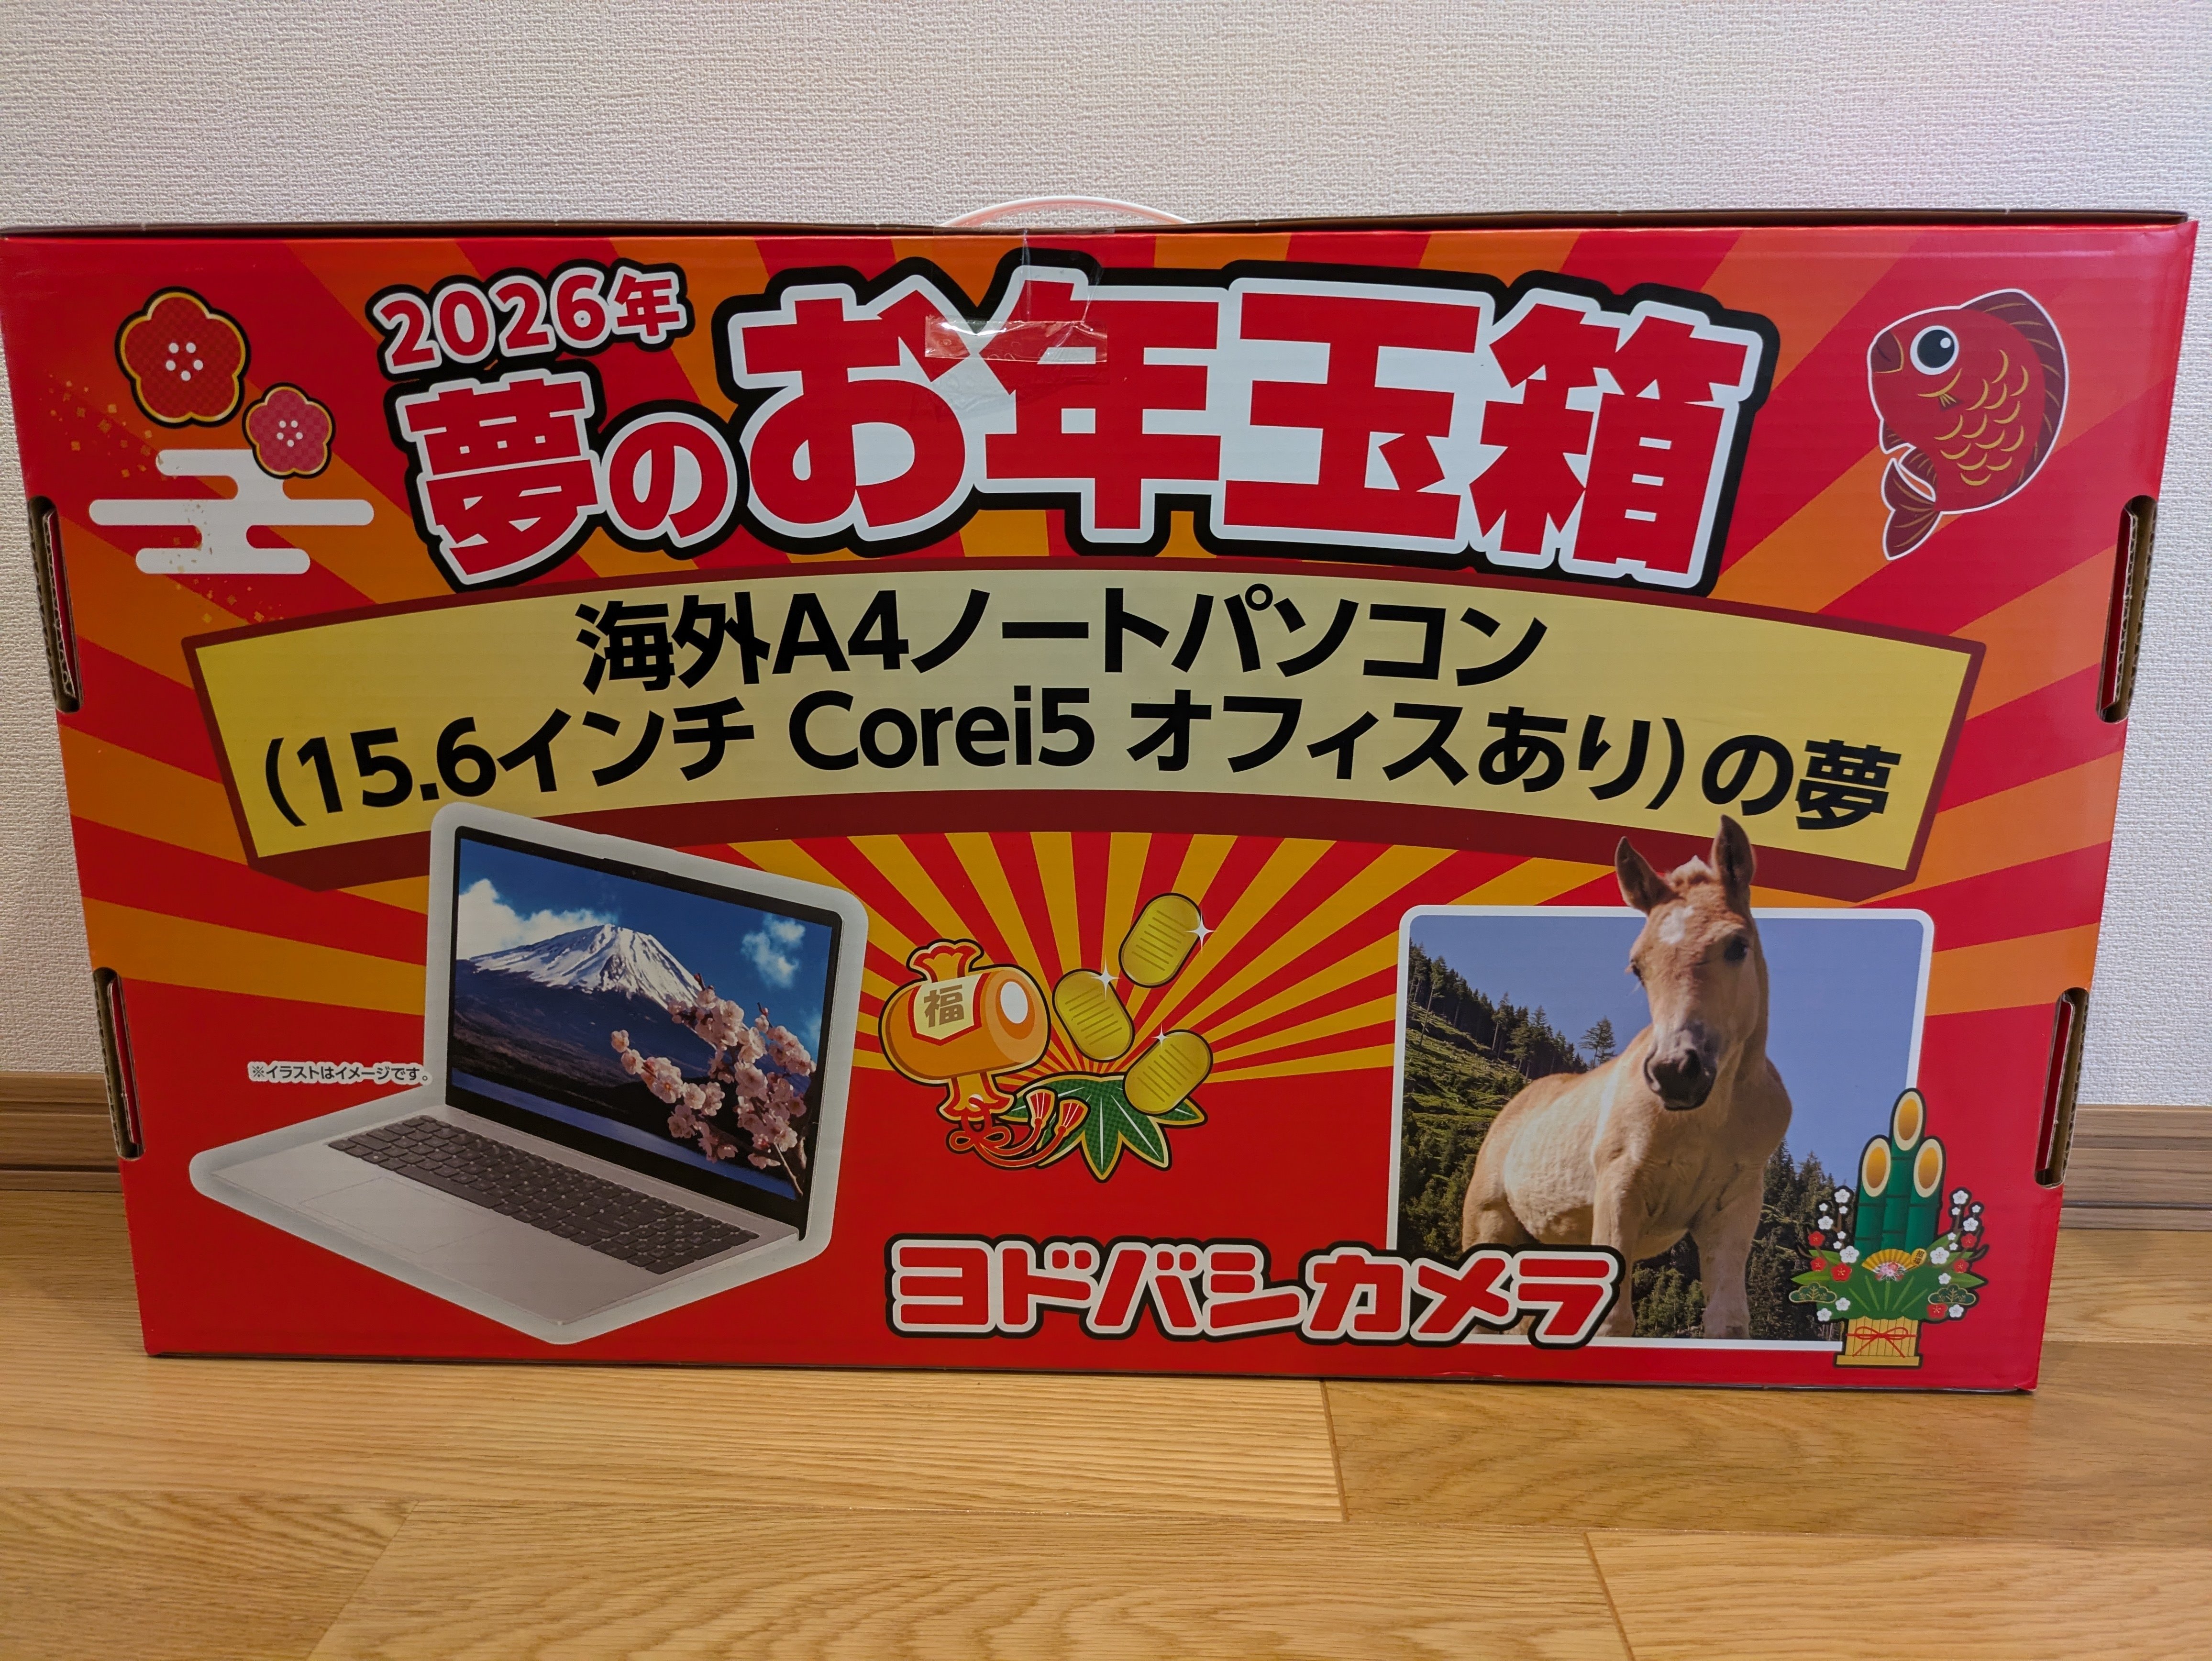 2026年
夢のお年玉箱
海外A4ノートパソコン
(15.6インチ Corei5 オフィスあり)の夢
福
※イラストはイメージです。
ヨドバシカメラ